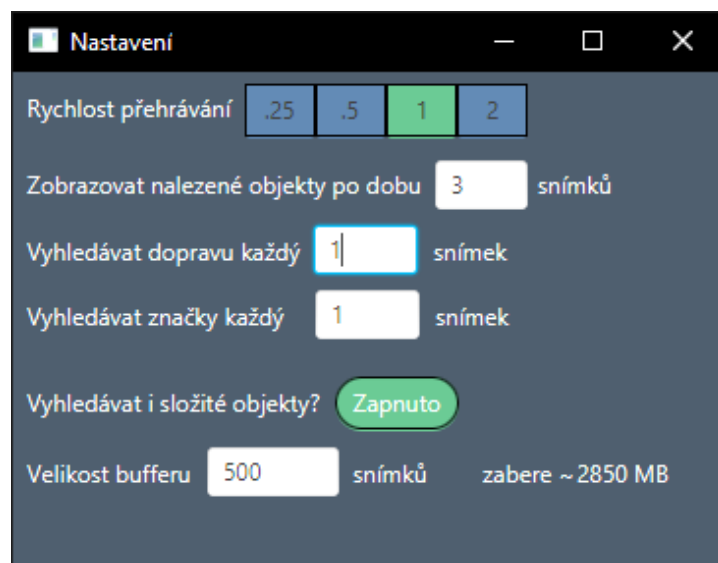 Nastavení
Rychlost přehrávání .25 .5 1 2
Zobrazovat nalezené objekty po dobu 3 snímků
Vyhledávat dopravu každý 1 snímek
Vyhledávat značky každý 1 snímek
Vyhledávat i složité objekty? Zapnuto
Velikost bufferu 500 snímků zabere ~2850 MB